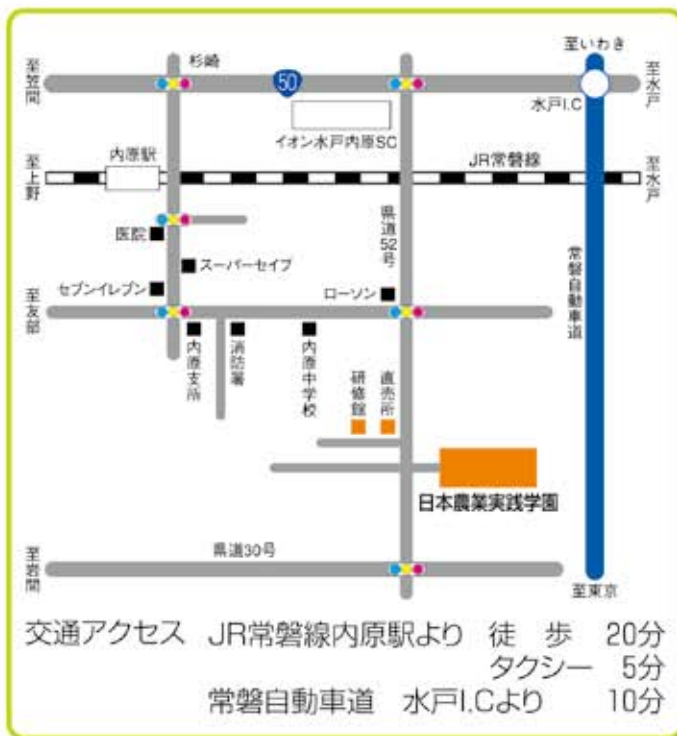 至いわき
至笠間
杉崎
50
水戸I.C
至水戸
イオン水戸内原SC
至上野
内原駅
JR常磐線
至水戸
医院
県道52号
スーパーセイブ
セブンイレブン
ローソン
常磐自動車道
至友部
内原支所
消防署
内原中学校
研修館
直売所
日本農業実践学園
至岩間
県道30号
至東京
交通アクセス JR常磐線内原駅より 徒 歩 20分
タクシー 5分
常磐自動車道 水戸I.Cより 10分